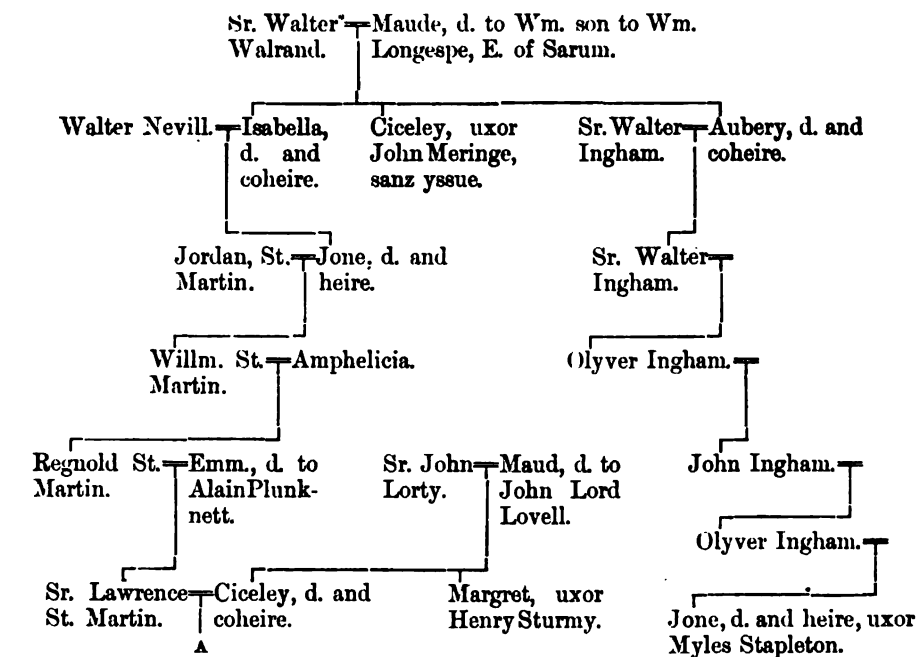 Sr. Walter Maude, d. to Wm. son to Wm.
Walrand. Longespe, E. of Sarum.
Walter Nevill. Isabella, Ciceley, uxor Sr. Walter Aubery, d. and
d. and John Meringe, Ingham. coheire.
coheire. sanz yssue.
Jordan, St. Jone, d. and Sr. Walter
Martin. heire. Ingham.
Willm. St. Amphelicia. Olyver Ingham.
Martin.
Regnold St. Emm., d. to Sr. John Maud, d. to John Ingham.
Martin. Alain Plunk- Lorty. John Lord
nett. Lovell.
Olyver Ingham.
Sr. Lawrence Ciceley, d. and Margret, uxor
St. Martin. coheire. Henry Sturmy. Jone, d. and heire, uxor
A Myles Stapleton.